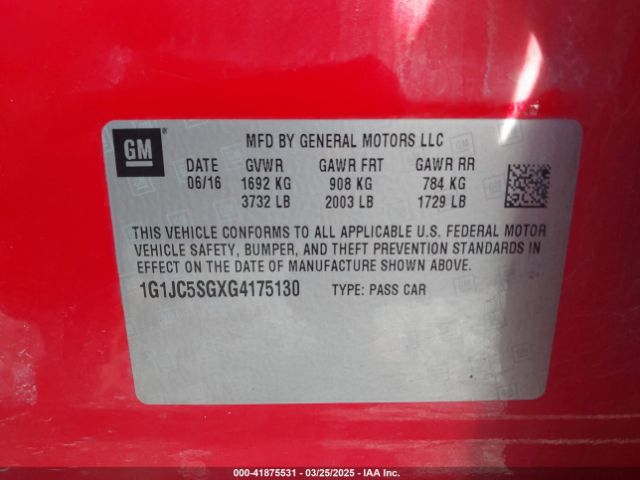 GM
MFD BY GENERAL MOTORS LLC
DATE GVWR GAWR FRT GAWR RR
06/16 1692 KG 908 KG 784 KG
3732 LB 2003 LB 1729 LB
THIS VEHICLE CONFORMS TO ALL APPLICABLE U.S. FEDERAL MOTOR
VEHICLE SAFETY, BUMPER, AND THEFT PREVENTION STANDARDS IN
EFFECT ON THE DATE OF MANUFACTURE SHOWN ABOVE.
1G1JC5SGXG4175130 TYPE: PASS CAR
000-41875531 - 03/25/2025 - IAA Inc.